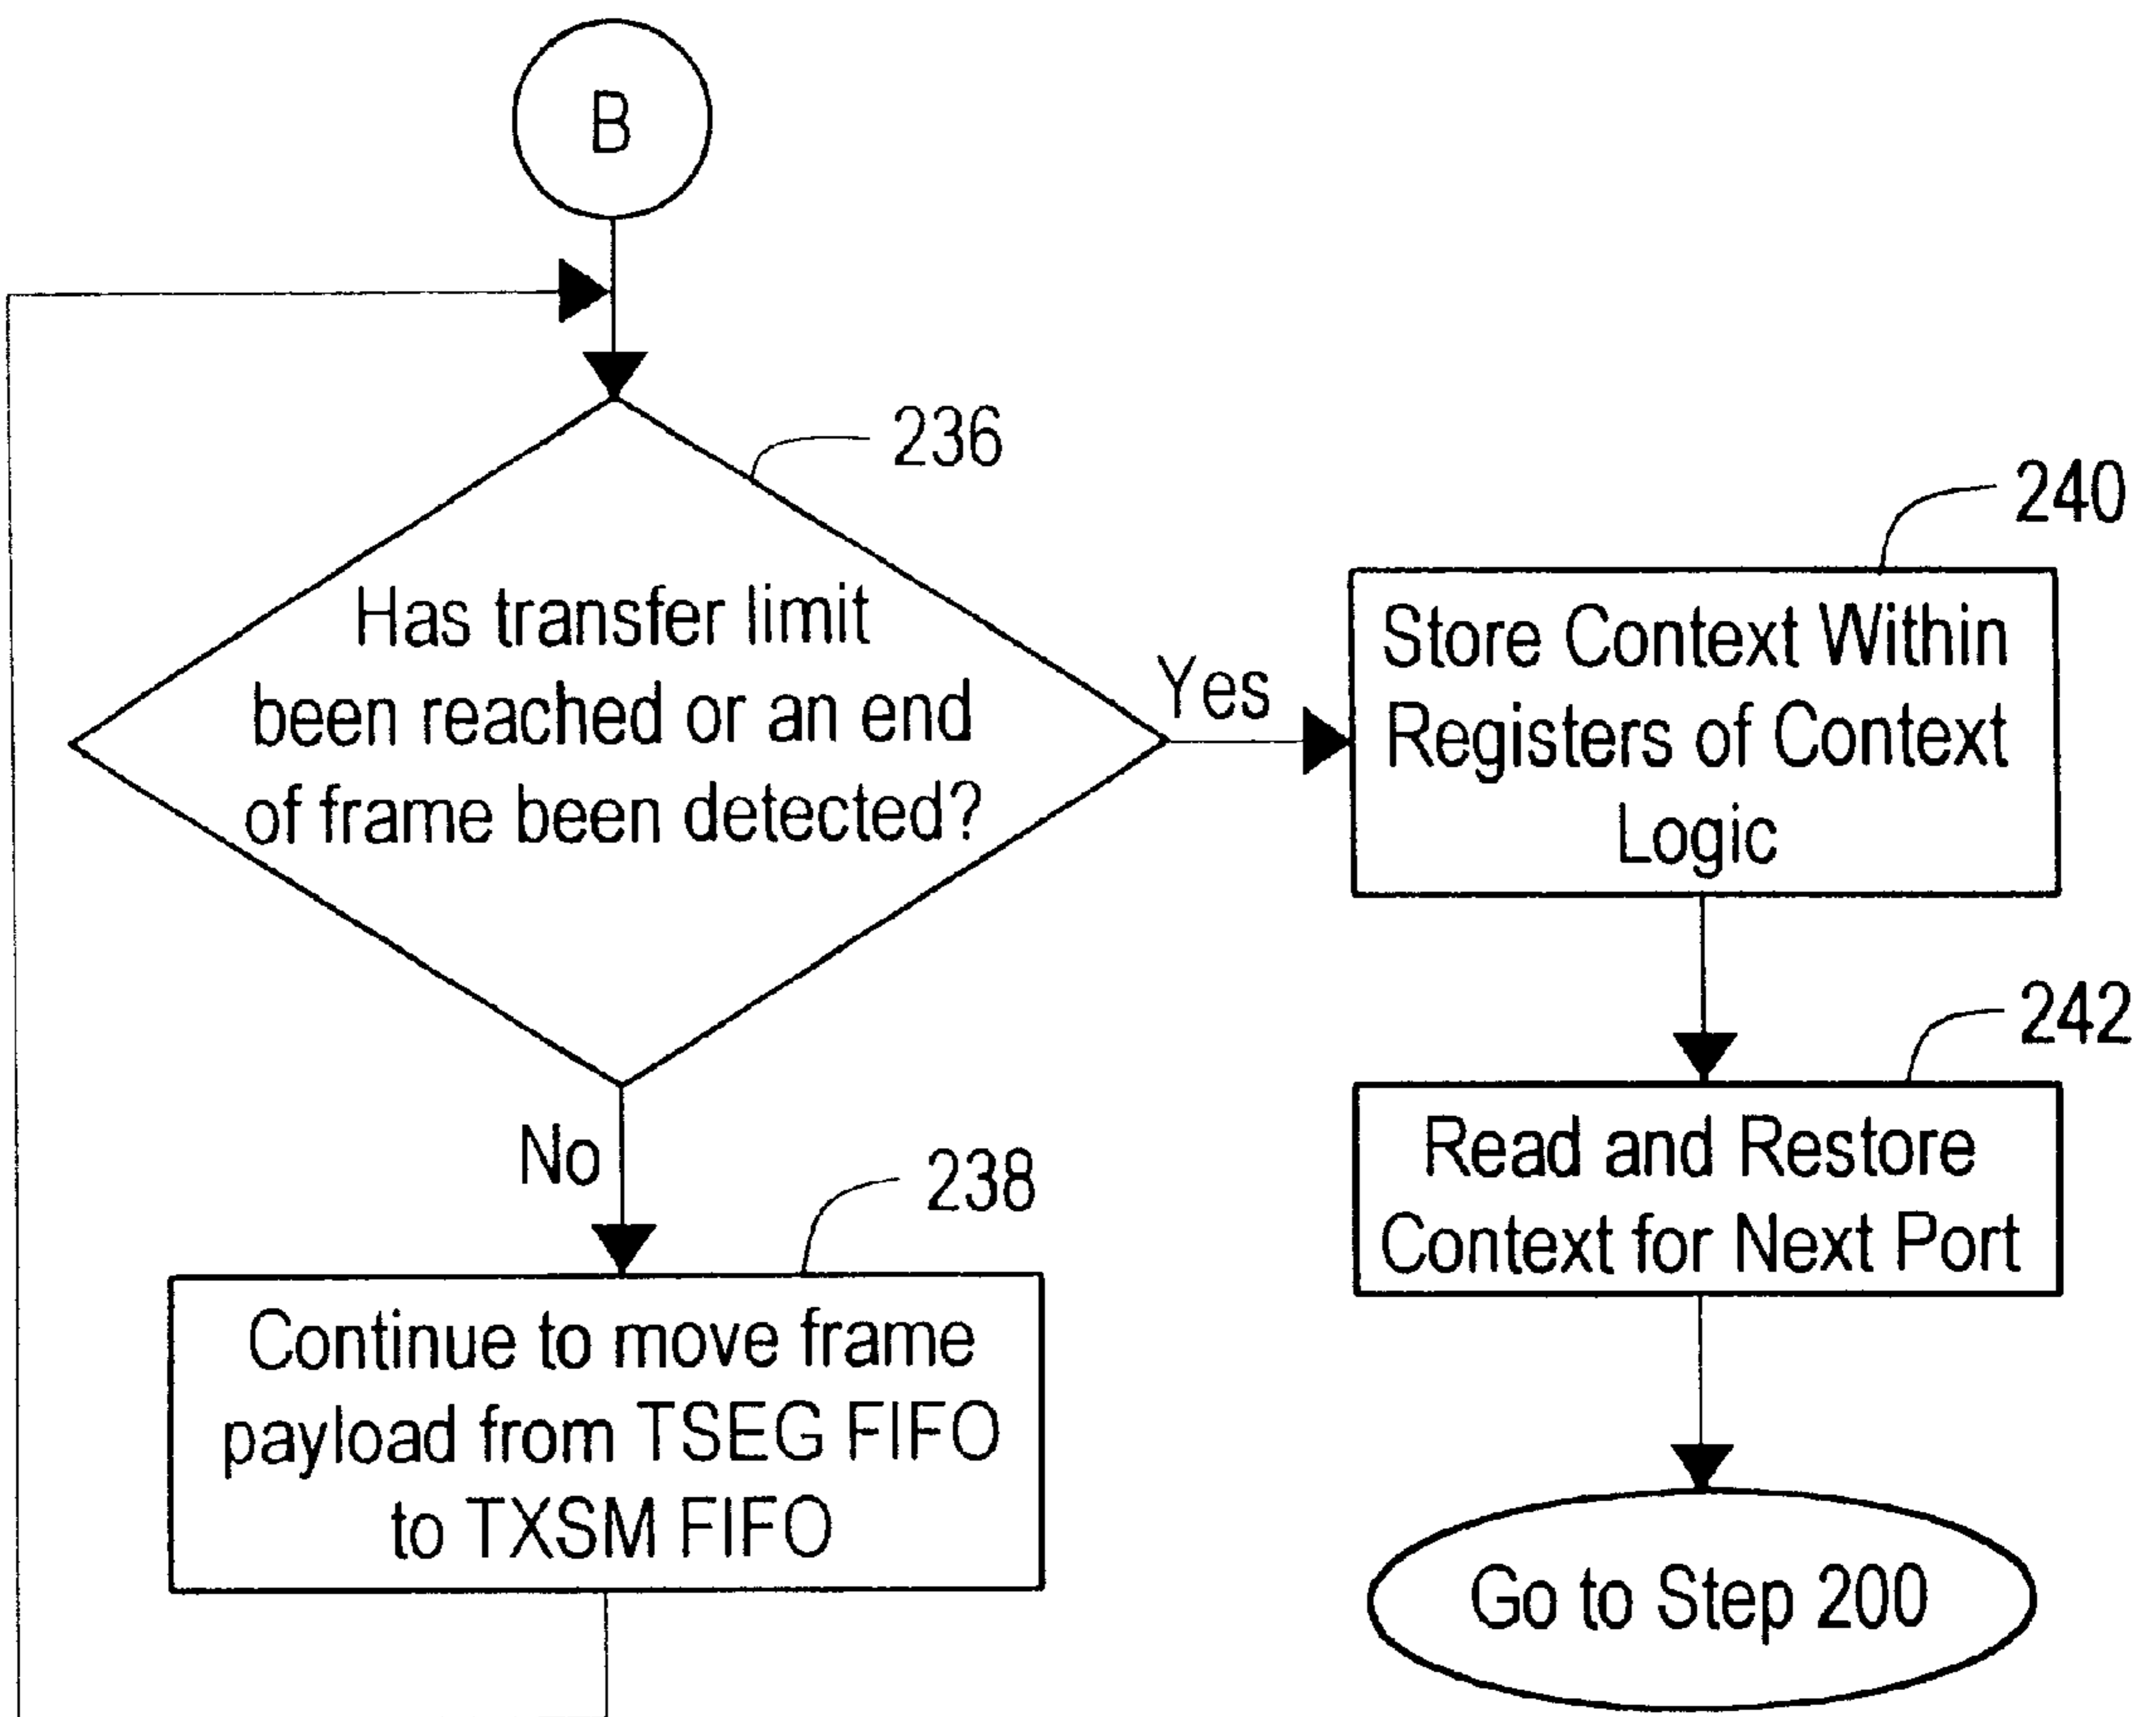 B
236
Has transfer limit
been reached or an end
of frame been detected?
Yes
No
238
Continue to move frame
payload from TSEG FIFO
to TXSM FIFO
240
Store Context Within
Registers of Context
Logic
242
Read and Restore
Context for Next Port
Go to Step 200